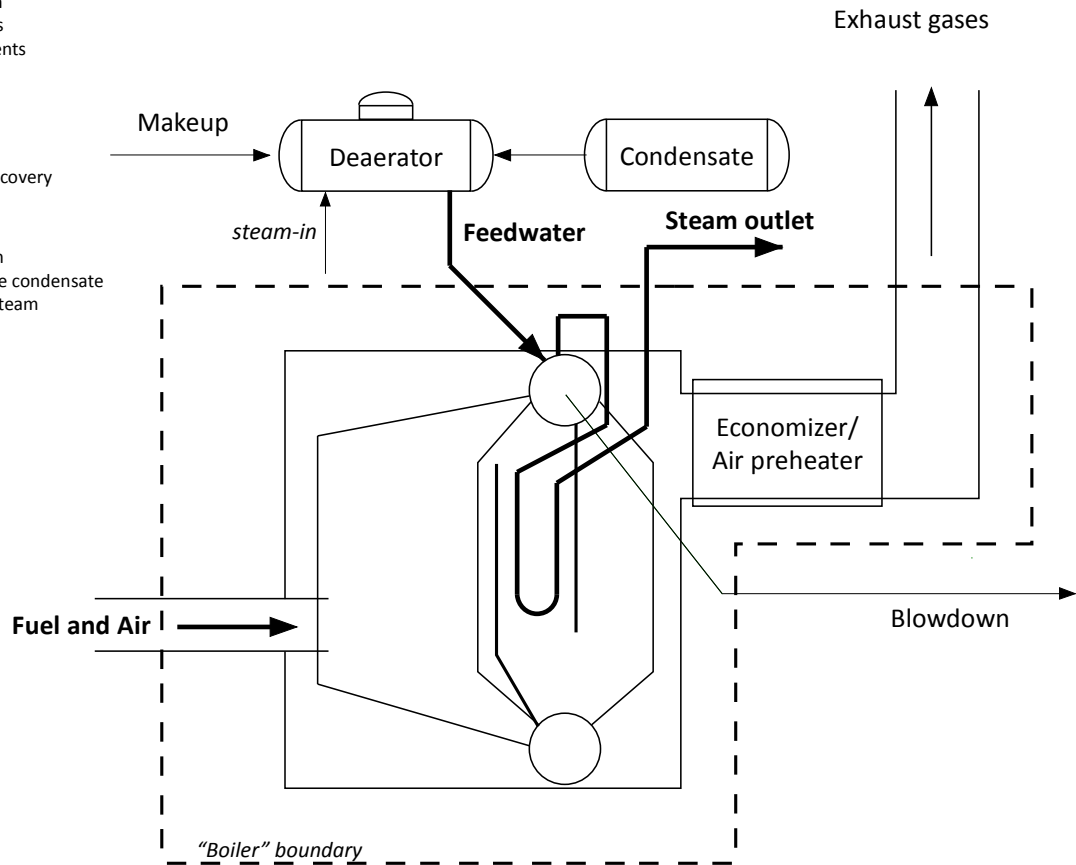 Exhaust gases
Makeup
Deaerator
Condensate
steam-in
Feedwater
Steam outlet
condensate
Economizer/
Air preheater
Fuel and Air
Blowdown
“Boiler” boundary